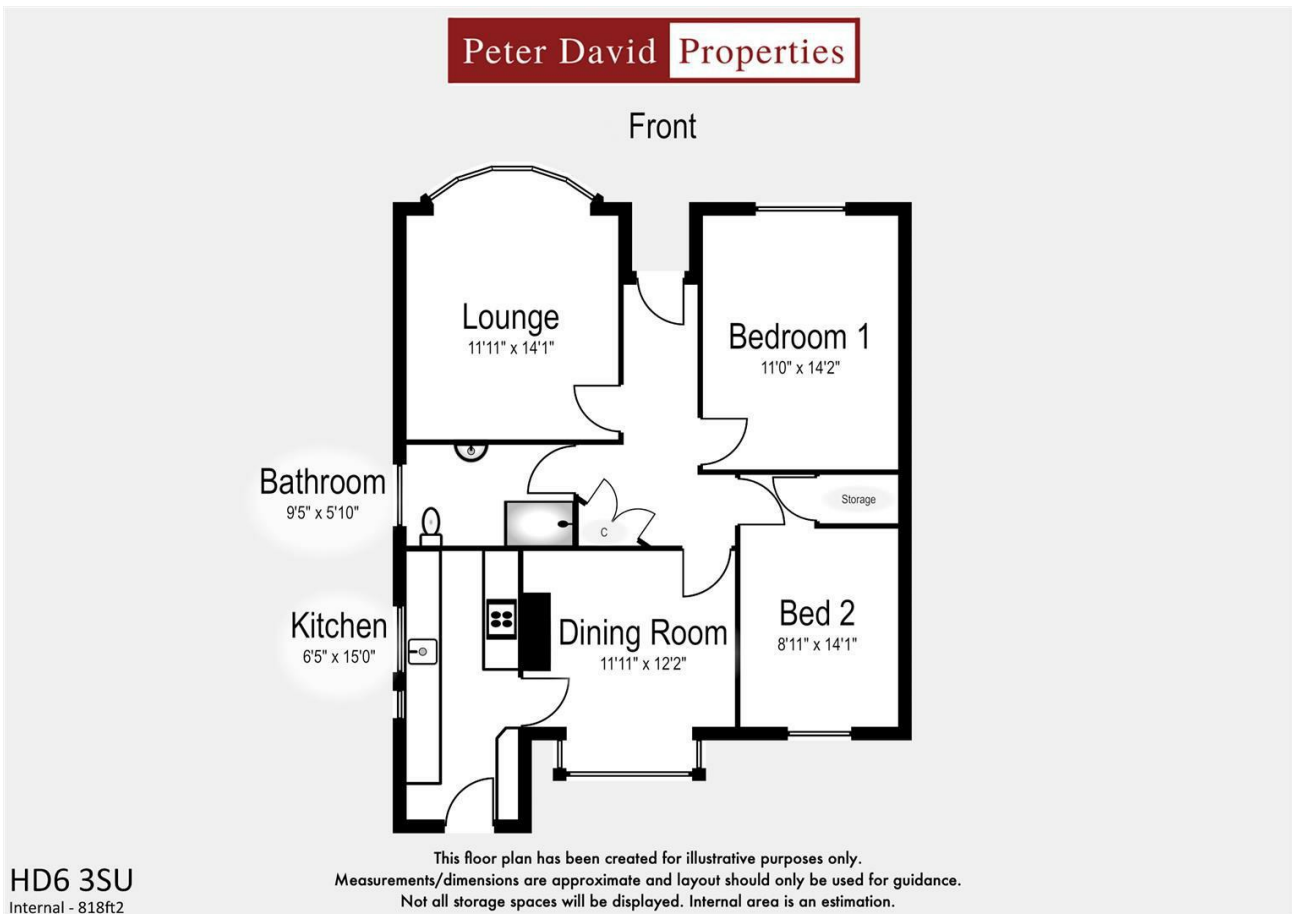 Peter David Properties
Front
Lounge
11'11" x 14'1"
Bedroom 1
11'0" x 14'2"
Bathroom
9'5" x 5'10"
Storage
C
Kitchen
6'5" x 15'0"
Dining Room
11'11" x 12'2"
Bed 2
8'11" x 14'1"
This floor plan has been created for illustrative purposes only.
Measurements/dimensions are approximate and layout should only be used for guidance.
Not all storage spaces will be displayed. Internal area is an estimation.
HD6 3SU
Internal - 818ft2